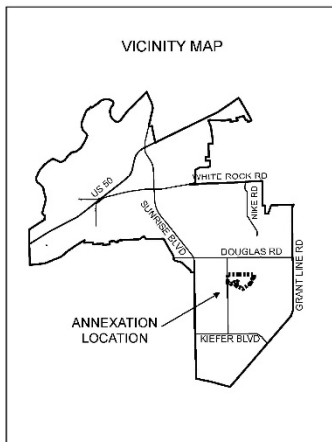 VICINITY MAP
US 50
WHITE ROCK RD
NIKE RD
SUNRISE BLVD
DOUGLAS RD
GRANT LINE RD
ANNEXATION
LOCATION
KIEFER BLVD